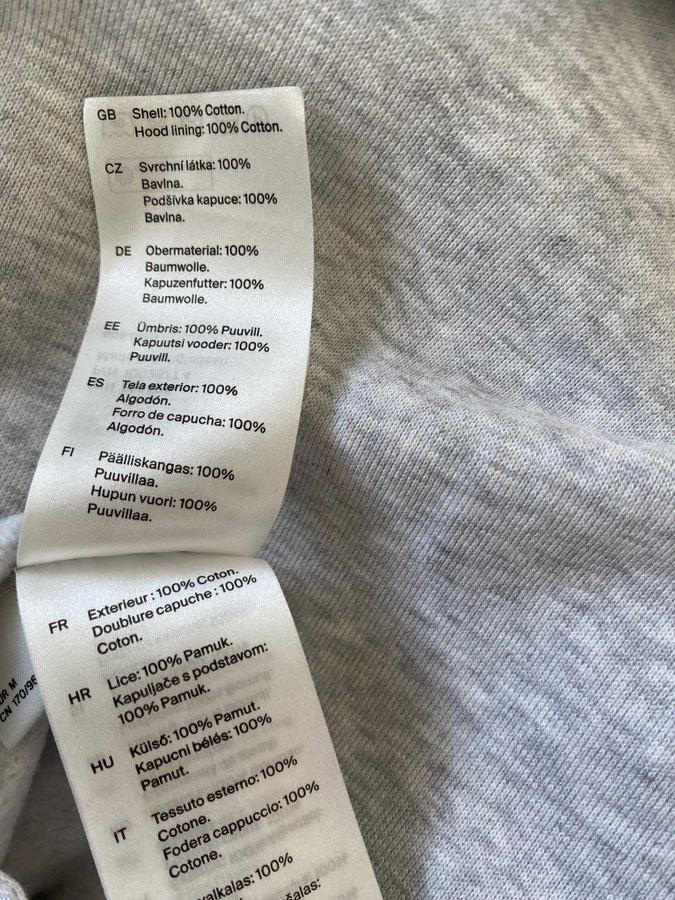 GB Shell: 100% Cotton.
Hood lining: 100% Cotton.
CZ Svrchní látka: 100%
Bavlna.
Podšívka kapuce: 100%
Bavlna.
DE Obermaterial: 100%
Baumwolle.
Kapuzenfutter: 100%
Baumwolle.
EE Ümbris: 100% Puuvill.
Kapuutsi vooder: 100%
Puuvill.
ES Tela exterior: 100%
Algodón.
Forro de capucha: 100%
Algodón.
FI Päälliskangas: 100%
Puuvillaa.
Hupun vuori: 100%
Puuvillaa.
FR Exterieur : 100% Coton.
Doublure capuche : 100%
Coton.
HR Lice: 100% Pamuk.
Kapuljače s podstavom:
100% Pamuk.
HU Külső: 100% Pamut.
Kapucni bélés: 100%
Pamut.
IT Tessuto esterno: 100%
Cotone.
Fodera cappuccio: 100%
Cotone.
100%
M
CN 170/96